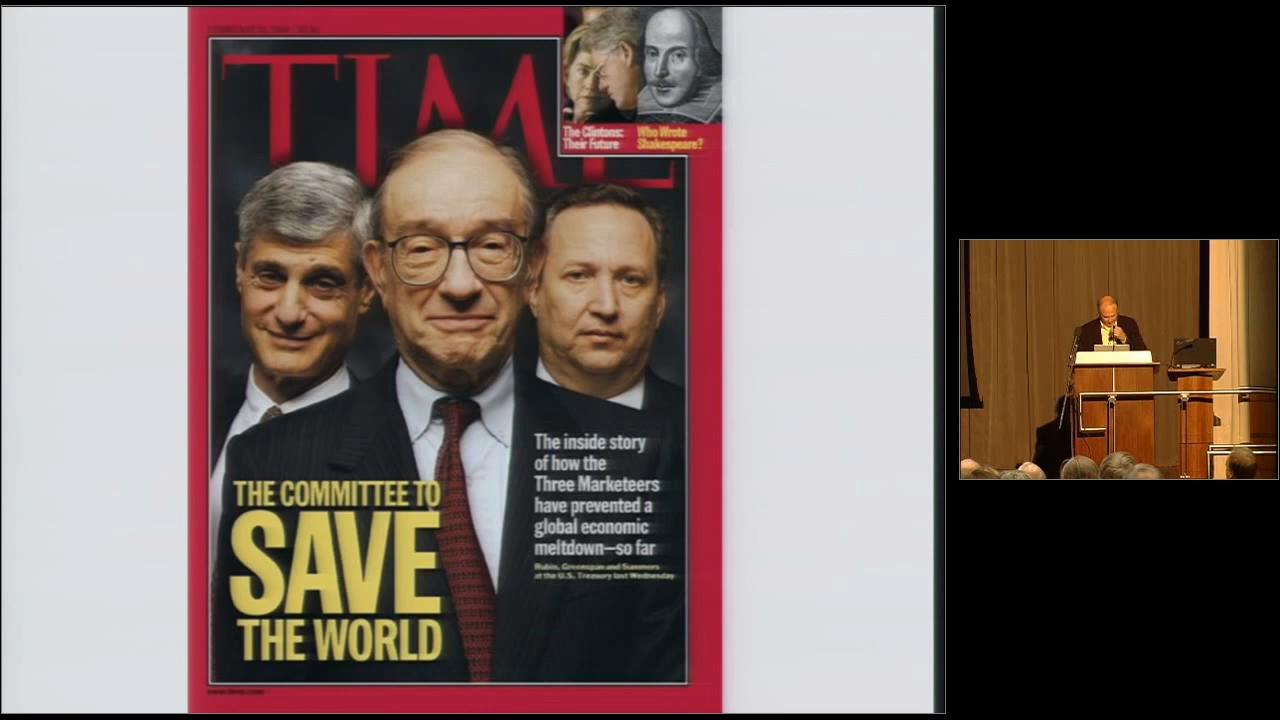 TIME
The Clintons:
Their Future
Who Wrote
Shakespeare?
The inside story
of how the
Three Marketeers
have prevented a
global economic
meltdown—so far
Rubin, Greenspan and Summers
at the U.S. Treasury last Wednesday
THE COMMITTEE TO
SAVE
THE WORLD